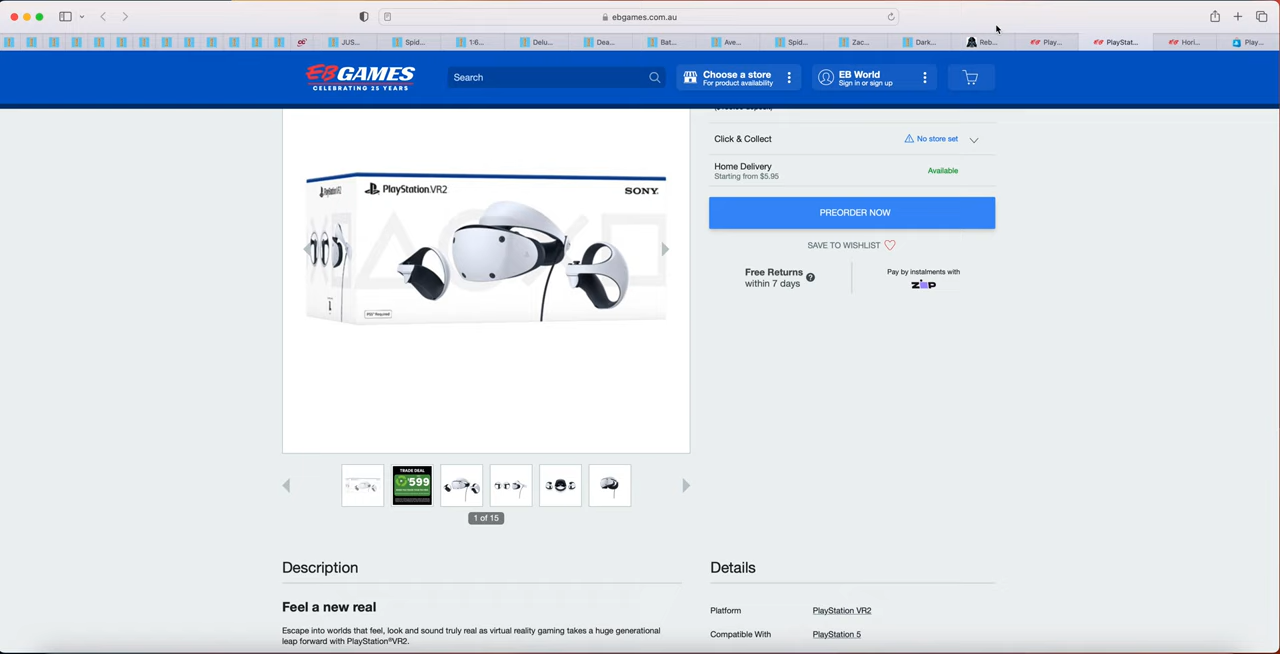 ebgames.com.au
JUS...
Spid...
1:6...
Delu...
Dea...
Bat...
Ave...
Spid...
Zac...
Dark...
Reb...
Play...
PlayStat...
Hori...
Play...
EBGAMES
CELEBRATING 25 YEARS
Search
Choose a store
For product availability
EB World
Sign in or sign up
Click & Collect
No store set
Home Delivery
Starting from $5.95
Available
PREORDER NOW
SAVE TO WISHLIST
Free Returns
within 7 days
Pay by instalments with
zip
PlayStation VR2
SONY
TRADE DEAL
$599
1 of 15
Description
Feel a new real
Escape into worlds that feel, look and sound truly real as virtual reality gaming takes a huge generational
leap forward with PlayStation®VR2.
Details
Platform
PlayStation VR2
Compatible With
PlayStation 5